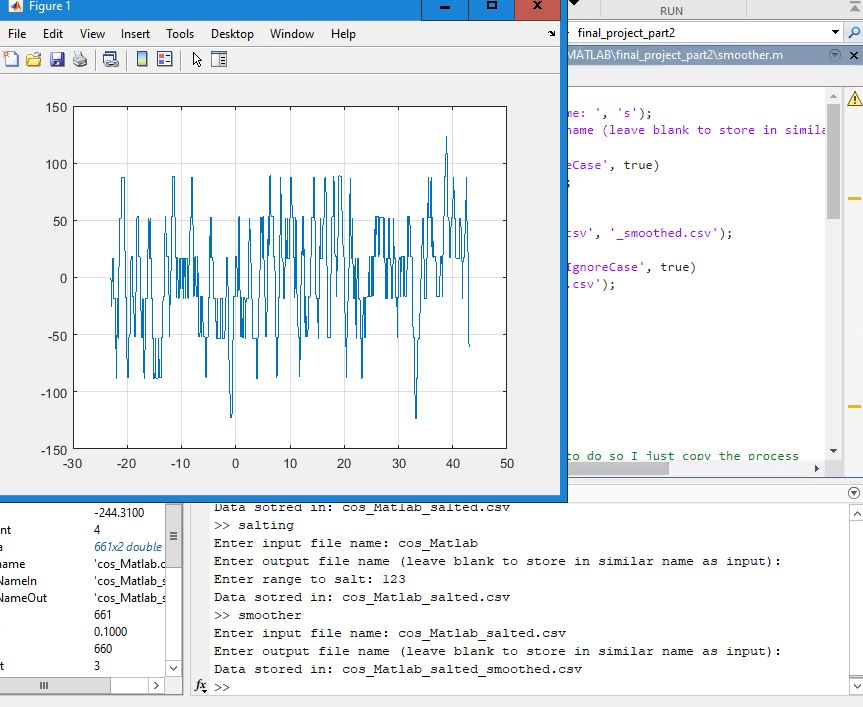 Figure 1
RUN
File Edit View Insert Tools Desktop Window Help
final_project_part2
MATLAB\final_project_part2\smoother.m
150
100
50
0
-50
-100
-150
-30 -20 -10 0 10 20 30 40 50
me: ', 's');
name (leave blank to store in simila
eCase', true)
;
csv', '_smoothed.csv');
IgnoreCase', true)
.csv');
to do so I just copy the process
-244.3100
nt 4
a 661x2 double
name 'cos_Matlab.c
NameIn 'cos_Matlab_s
NameOut 'cos_Matlab_s
661
0.1000
660
t 3
Data sotred in: cos_Matlab_salted.csv
>> salting
Enter input file name: cos_Matlab
Enter output file name (leave blank to store in similar name as input):
Enter range to salt: 123
Data sotred in: cos_Matlab_salted.csv
>> smoother
Enter input file name: cos_Matlab_salted.csv
Enter output file name (leave blank to store in similar name as input):
Data stored in: cos_Matlab_salted_smoothed.csv
fx >>